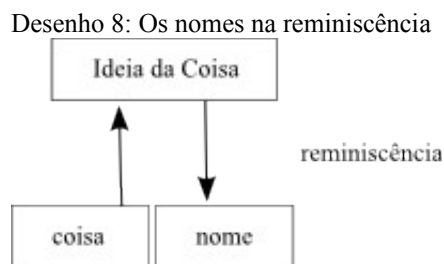 Desenho 8: Os nomes na reminiscência
Ideia da Coisa
reminiscência
coisa
nome